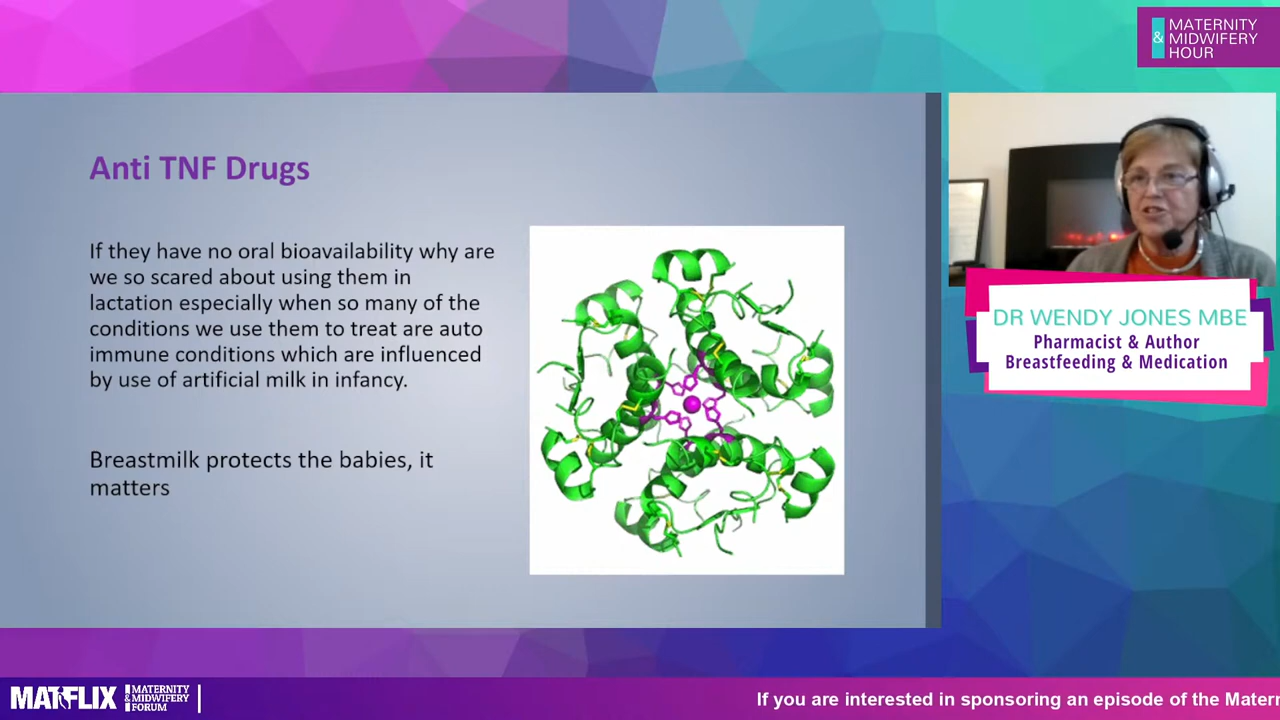 MATERNITY
& MIDWIFERY
HOUR
Anti TNF Drugs
If they have no oral bioavailability why are
we so scared about using them in
lactation especially when so many of the
conditions we use them to treat are auto
immune conditions which are influenced
by use of artificial milk in infancy.
Breastmilk protects the babies, it
matters
DR WENDY JONES MBE
Pharmacist & Author
Breastfeeding & Medication
MATFLIX
MATERNITY
& MIDWIFERY
FORUM
If you are interested in sponsoring an episode of the Mater